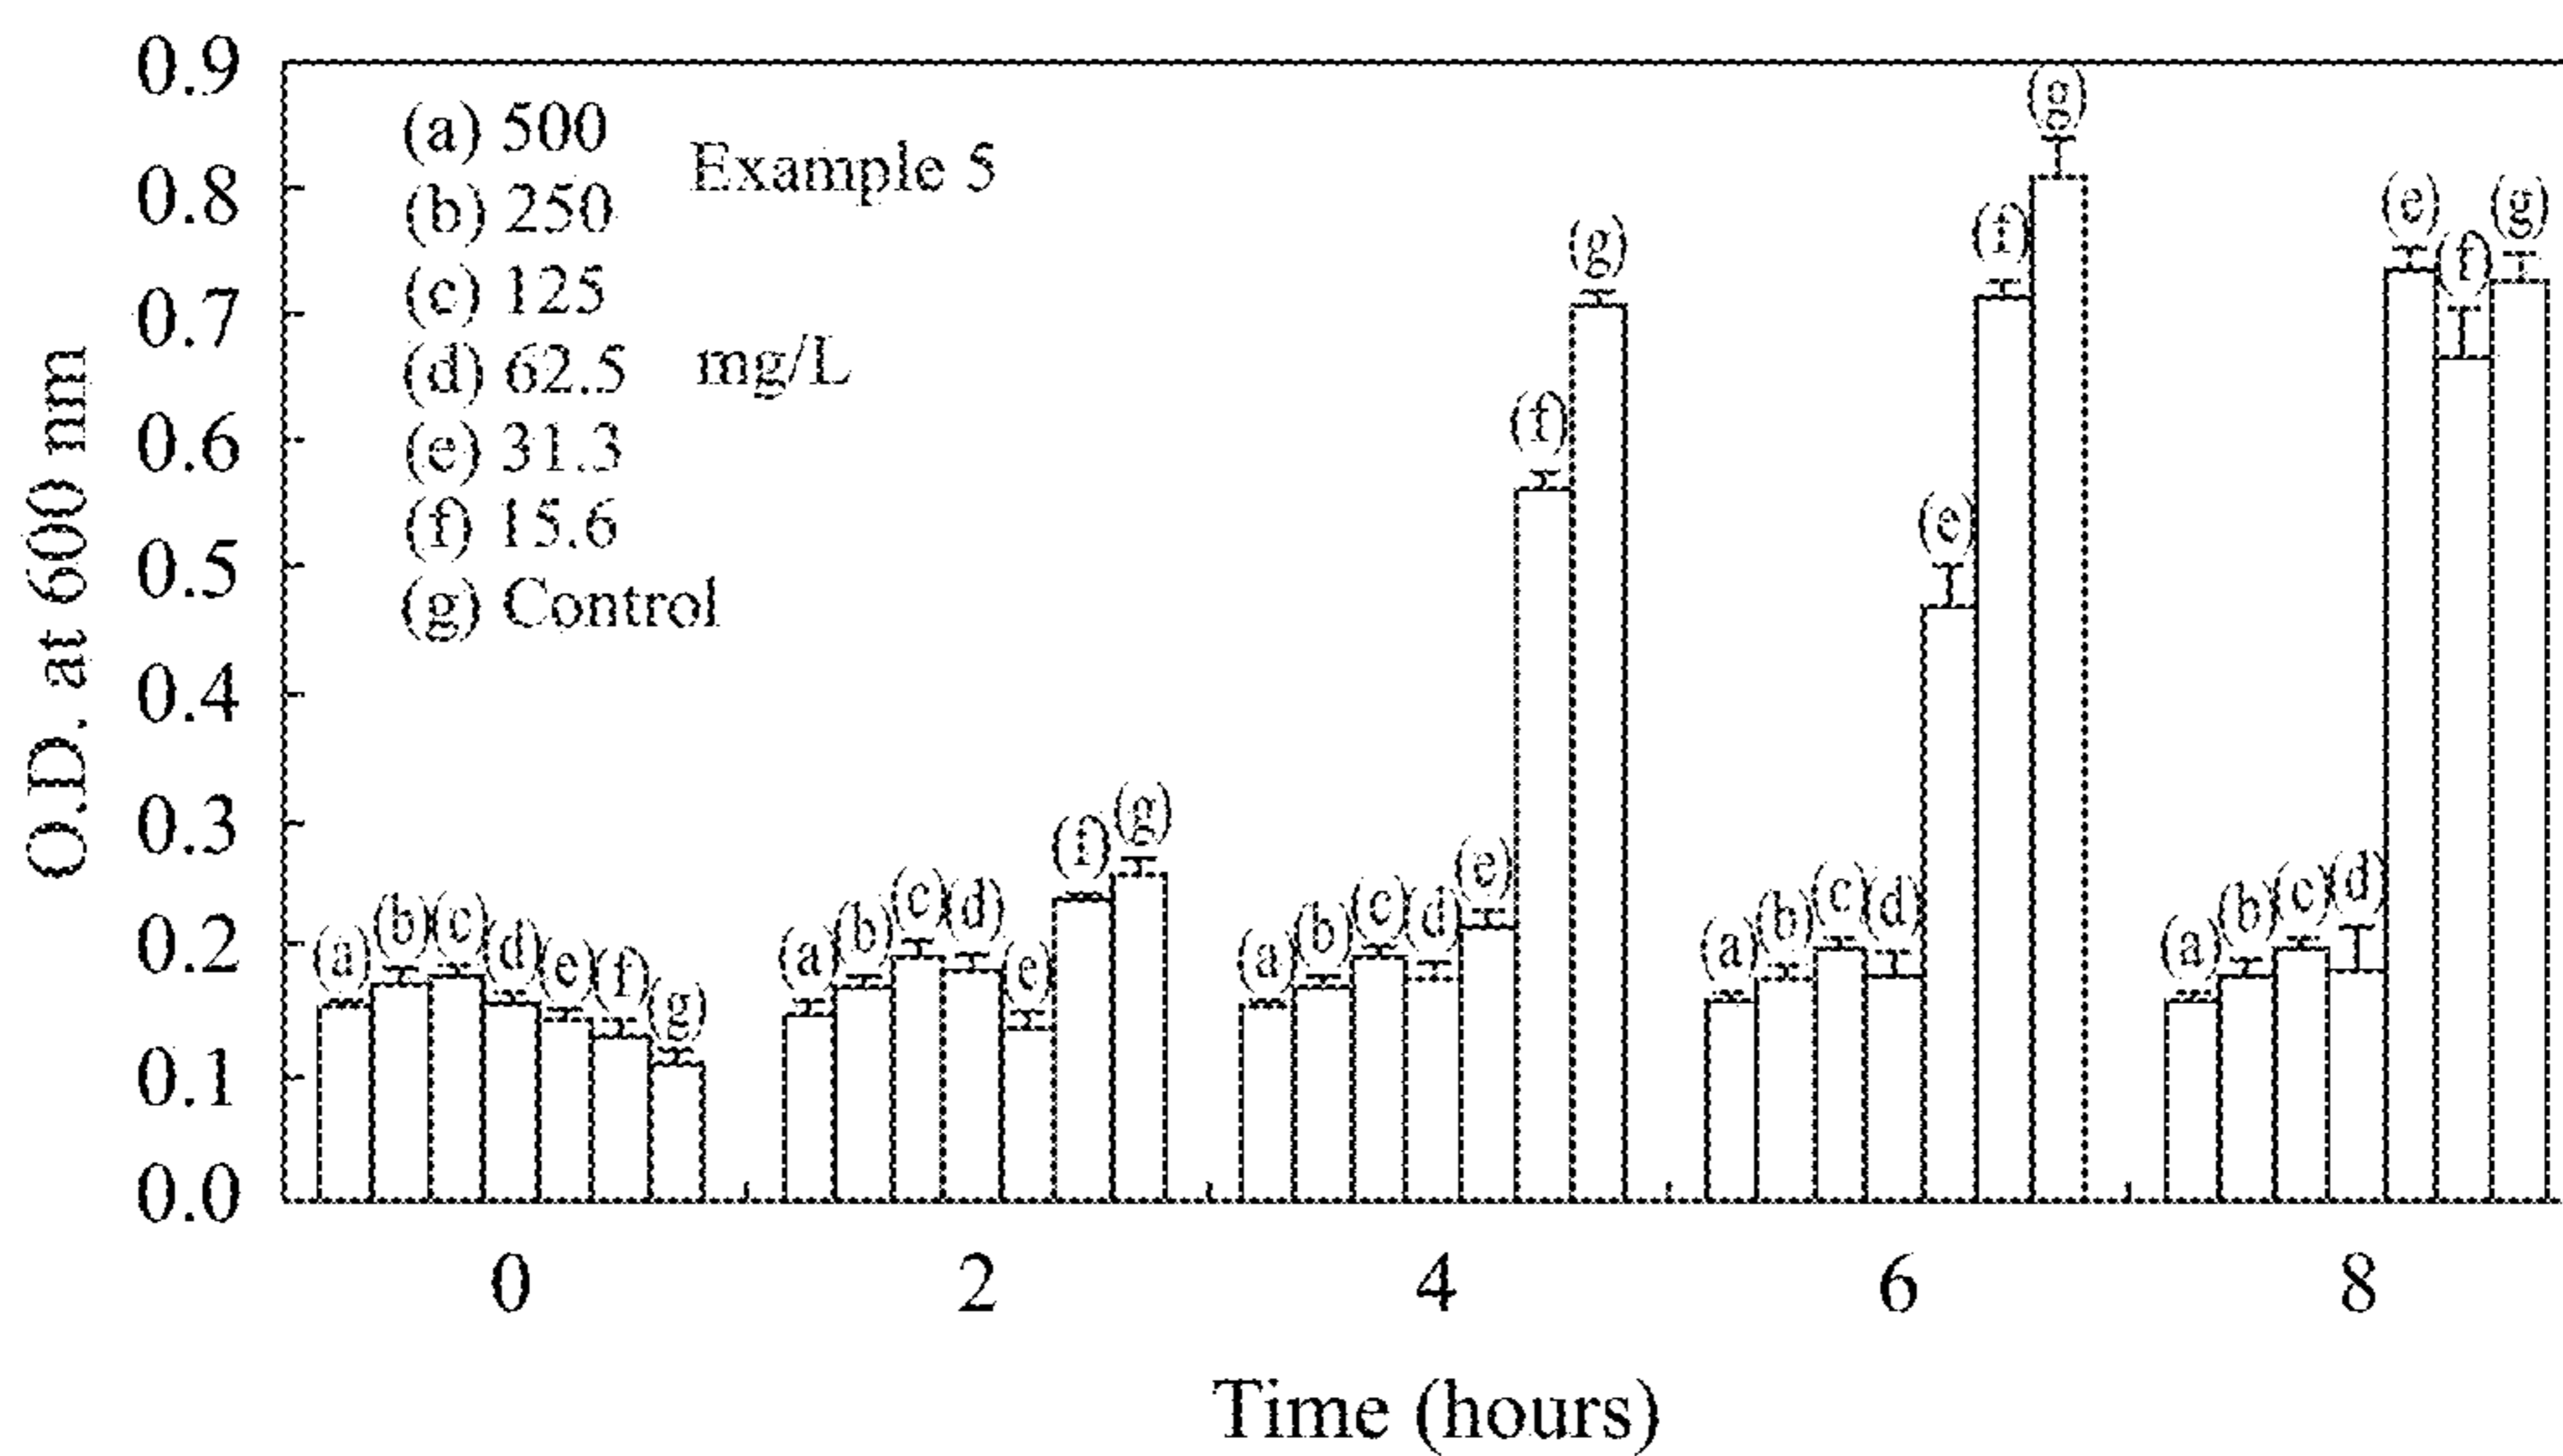 O.D. at 600 nm
0.9
0.8
0.7
0.6
0.5
0.4
0.3
0.2
0.1
0.0
(a) 500
(b) 250
(c) 125
(d) 62.5
(e) 31.3
(f) 15.6
(g) Control
Example 5
mg/L
(a) (b) (c) (d) (e) (f) (g)
(a) (b) (c) (d) (e) (f) (g)
(a) (b) (c) (d) (e) (f) (g)
(a) (b) (c) (d) (e) (f) (g)
(a) (b) (c) (d) (e) (f) (g)
0 2 4 6 8
Time (hours)